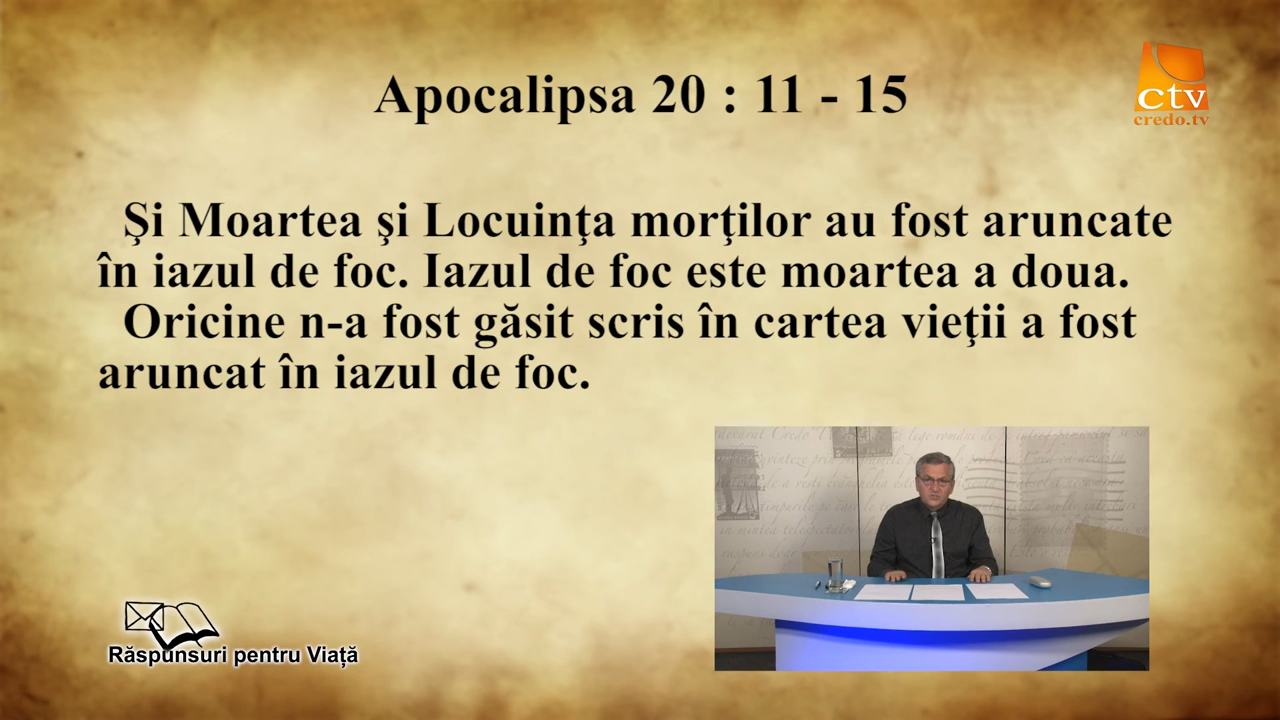 Apocalipsa 20 : 11 - 15
ctv
credo.tv
Şi Moartea şi Locuinţa morţilor au fost aruncate
în iazul de foc. Iazul de foc este moartea a doua.
Oricine n-a fost găsit scris în cartea vieţii a fost
aruncat în iazul de foc.
Răspunsuri pentru Viață